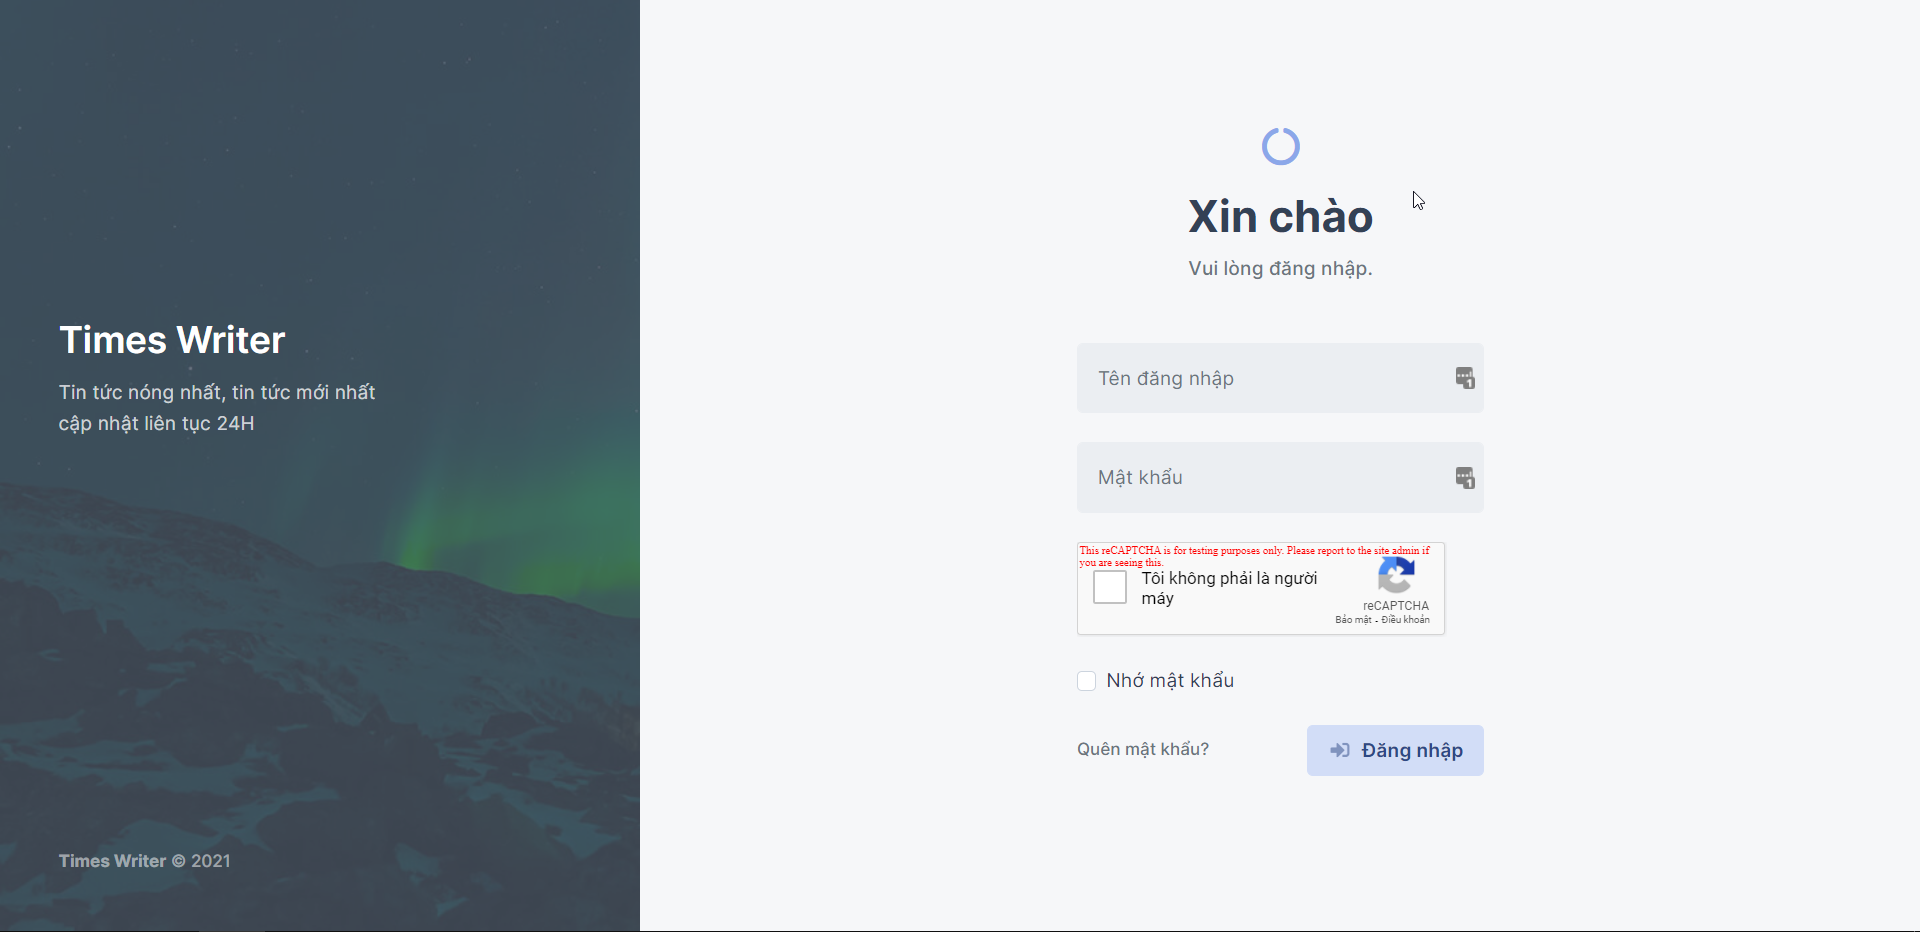 Times Writer
Tin tức nóng nhất, tin tức mới nhất
cập nhật liên tục 24H
Times Writer © 2021
Xin chào
Vui lòng đăng nhập.
Tên đăng nhập
1
Mật khẩu
1
This reCAPTCHA is for testing purposes only. Please report to the site admin if
you are seeing this.
Tôi không phải là người
máy
reCAPTCHA
Bảo mật - Điều khoản
Nhớ mật khẩu
Quên mật khẩu?
Đăng nhập